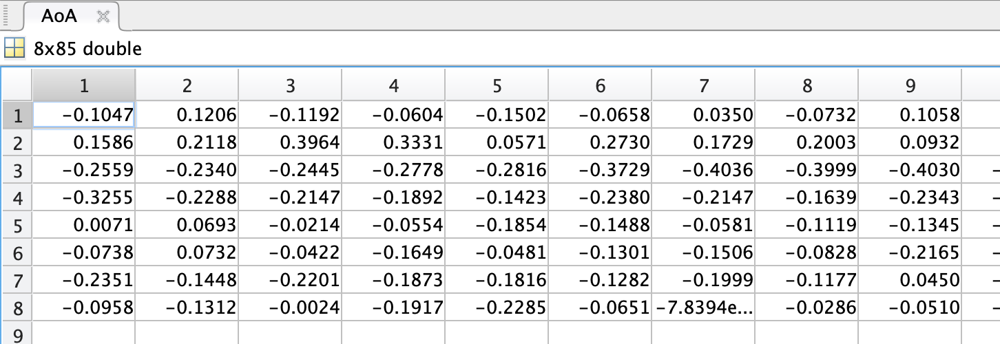 AoA
8x85 double
1 2 3 4 5 6 7 8 9
1 -0.1047 0.1206 -0.1192 -0.0604 -0.1502 -0.0658 0.0350 -0.0732 0.1058
2 0.1586 0.2118 0.3964 0.3331 0.0571 0.2730 0.1729 0.2003 0.0932
3 -0.2559 -0.2340 -0.2445 -0.2778 -0.2816 -0.3729 -0.4036 -0.3999 -0.4030 -
4 -0.3255 -0.2288 -0.2147 -0.1892 -0.1423 -0.2380 -0.2147 -0.1639 -0.2343 -
5 0.0071 0.0693 -0.0214 -0.0554 -0.1854 -0.1488 -0.0581 -0.1119 -0.1345 -
6 -0.0738 0.0732 -0.0422 -0.1649 -0.0481 -0.1301 -0.1506 -0.0828 -0.2165 -
7 -0.2351 -0.1448 -0.2201 -0.1873 -0.1816 -0.1282 -0.1999 -0.1177 0.0450 -
8 -0.0958 -0.1312 -0.0024 -0.1917 -0.2285 -0.0651 -7.8394e... -0.0286 -0.0510 -
9